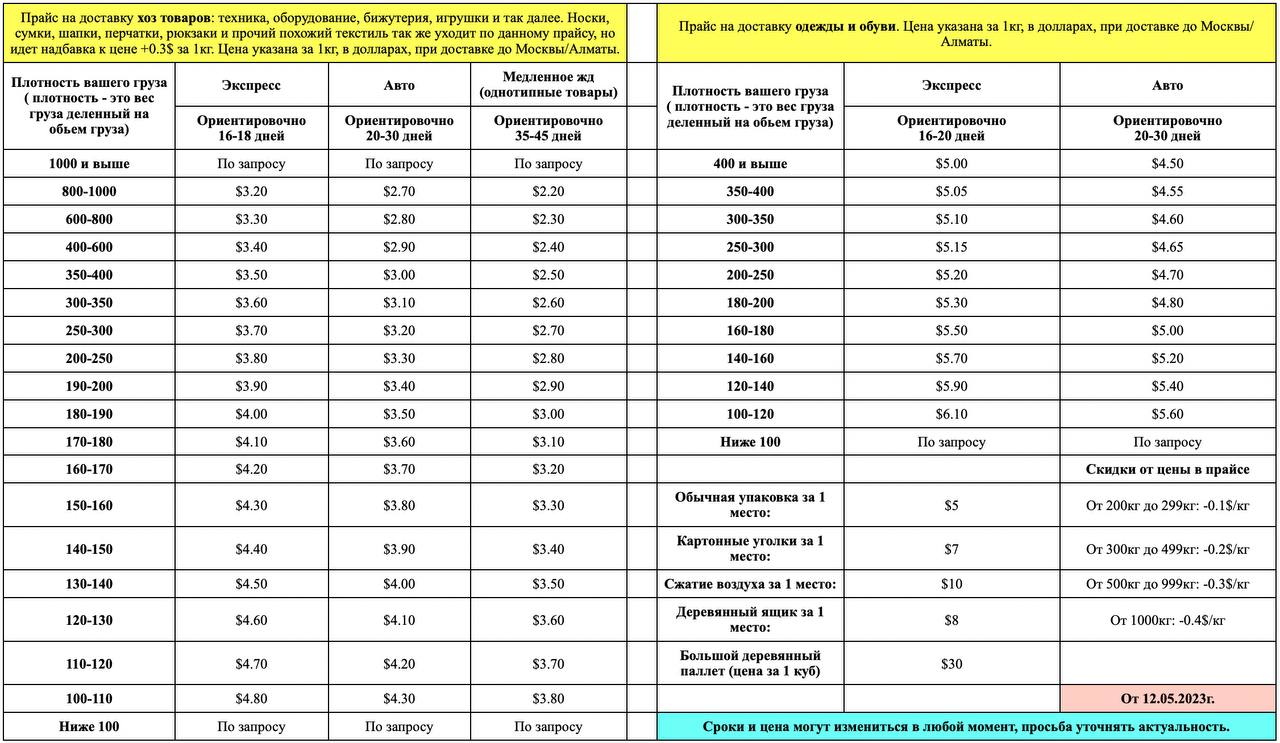 Прайс на доставку хоз товаров: техника, оборудование, бижутерия, игрушки и так далее. Носки,
сумки, шапки, перчатки, рюкзаки и прочий похожий текстиль так же уходит по данному прайсу, но
идет надбавка к цене +0.3$ за 1кг. Цена указана за 1кг, в долларах, при доставке до Москвы/Алматы.
Плотность вашего груза
( плотность - это вес
груза деленный на
обьем груза)
Экспресс
Авто
Медленное жд
(однотипные товары)
Ориентировочно
16-18 дней
Ориентировочно
20-30 дней
Ориентировочно
35-45 дней
1000 и выше По запросу По запросу По запросу
800-1000 $3.20 $2.70 $2.20
600-800 $3.30 $2.80 $2.30
400-600 $3.40 $2.90 $2.40
350-400 $3.50 $3.00 $2.50
300-350 $3.60 $3.10 $2.60
250-300 $3.70 $3.20 $2.70
200-250 $3.80 $3.30 $2.80
190-200 $3.90 $3.40 $2.90
180-190 $4.00 $3.50 $3.00
170-180 $4.10 $3.60 $3.10
160-170 $4.20 $3.70 $3.20
150-160 $4.30 $3.80 $3.30
140-150 $4.40 $3.90 $3.40
130-140 $4.50 $4.00 $3.50
120-130 $4.60 $4.10 $3.60
110-120 $4.70 $4.20 $3.70
100-110 $4.80 $4.30 $3.80
Ниже 100 По запросу По запросу По запросу
Прайс на доставку одежды и обуви. Цена указана за 1кг, в долларах, при доставке до Москвы/
Алматы.
Плотность вашего груза
( плотность - это вес груза
деленный на обьем груза)
Экспресс
Авто
Ориентировочно
16-20 дней
Ориентировочно
20-30 дней
400 и выше $5.00 $4.50
350-400 $5.05 $4.55
300-350 $5.10 $4.60
250-300 $5.15 $4.65
200-250 $5.20 $4.70
180-200 $5.30 $4.80
160-180 $5.50 $5.00
140-160 $5.70 $5.20
120-140 $5.90 $5.40
100-120 $6.10 $5.60
Ниже 100 По запросу По запросу
Скидки от цены в прайсе
Обычная упаковка за 1
место:
$5
От 200кг до 299кг: -0.1$/кг
Картонные уголки за 1
место:
$7
От 300кг до 499кг: -0.2$/кг
Сжатие воздуха за 1 место: $10 От 500кг до 999кг: -0.3$/кг
Деревянный ящик за 1
место:
$8
От 1000кг: -0.4$/кг
Большой деревянный
паллет (цена за 1 куб)
$30
От 12.05.2023г.
Сроки и цена могут измениться в любой момент, просьба уточнять актуальность.